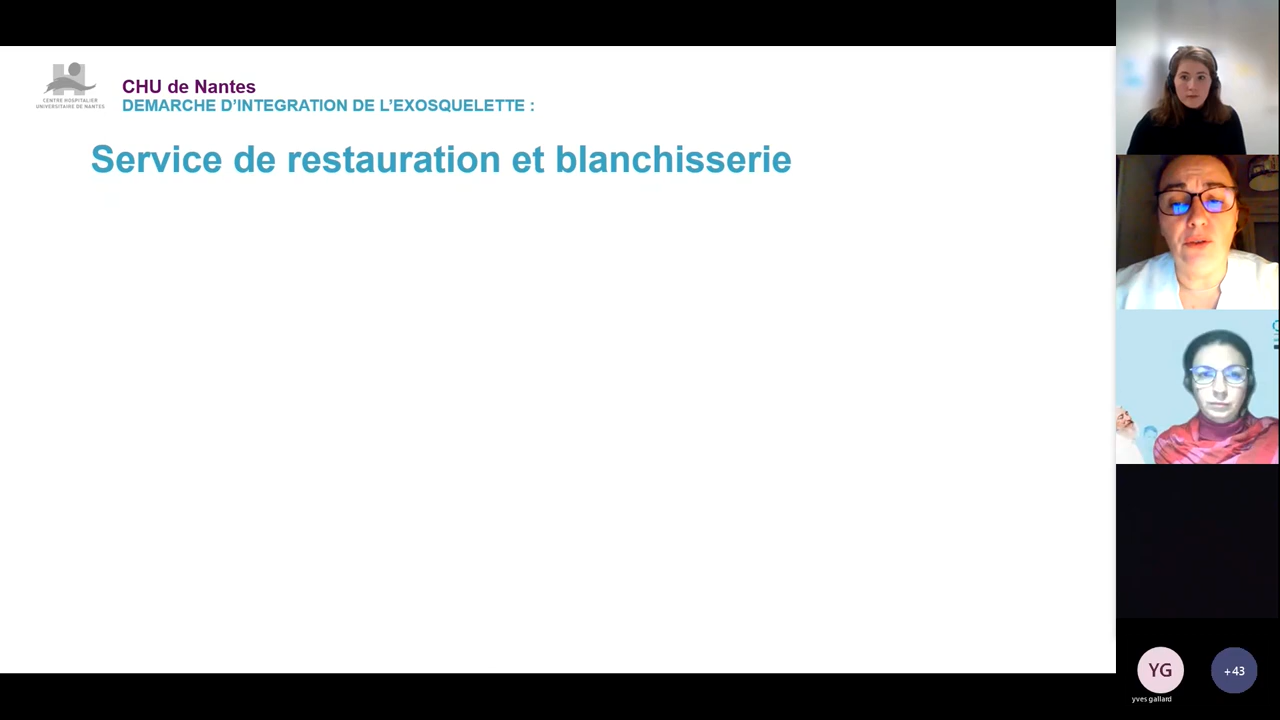 CENTRE HOSPITALIER
UNIVERSITAIRE DE NANTES
CHU de Nantes
DEMARCHE D'INTEGRATION DE L'EXOSQUELETTE :
Service de restauration et blanchisserie
YG
+43
yves gallard